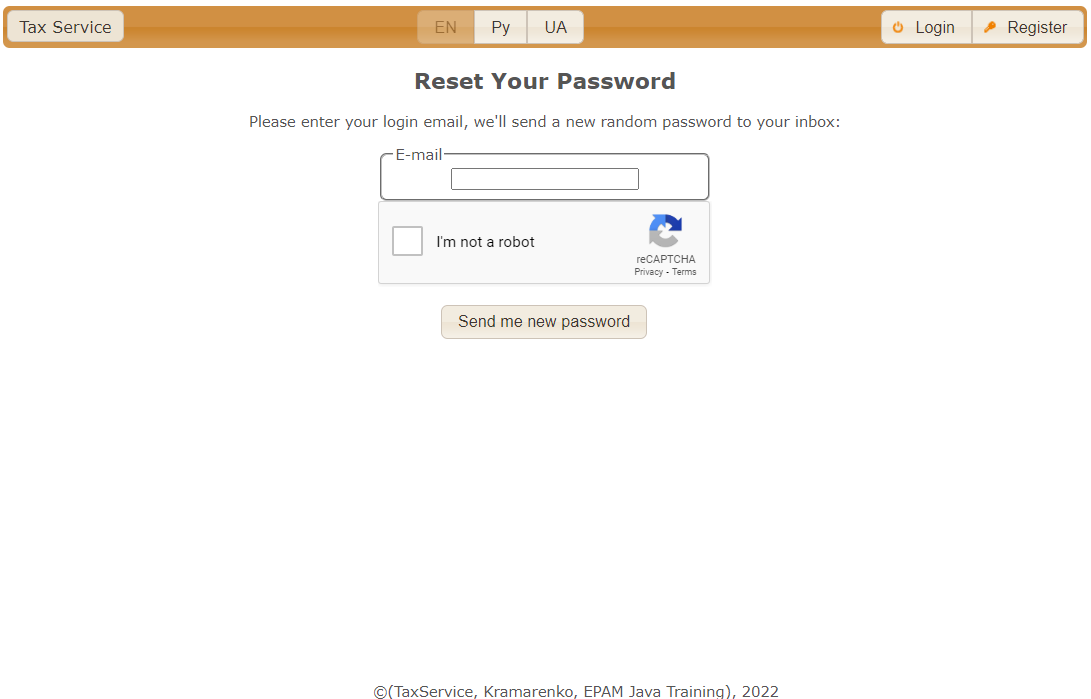 Tax Service EN Ру UA Login Register
Reset Your Password
Please enter your login email, we'll send a new random password to your inbox:
E-mail
I'm not a robot
reCAPTCHA
Privacy - Terms
Send me new password
©(TaxService, Kramarenko, EPAM Java Training), 2022